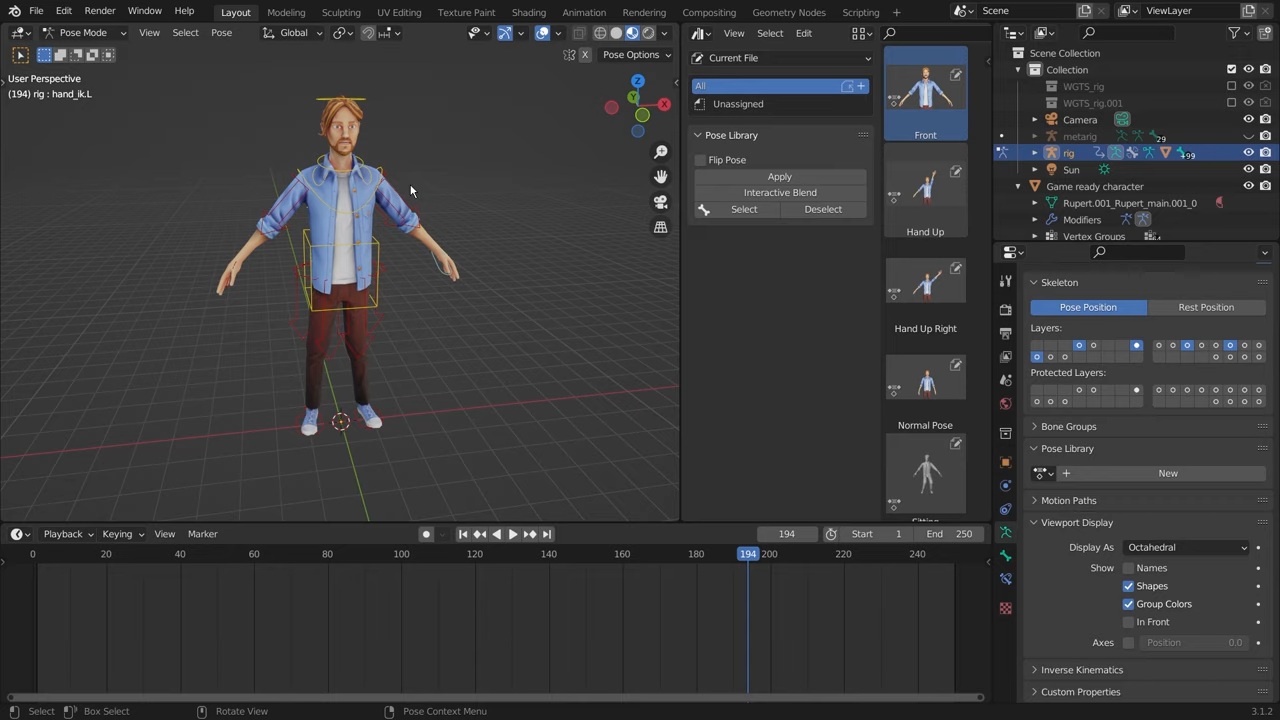 File Edit Render Window Help Layout Modeling Sculpting UV Editing Texture Paint Shading Animation Rendering Compositing Geometry Nodes Scripting Scene ViewLayer
Pose Mode View Select Pose Global View Select Edit
X Pose Options
User Perspective
(194) rig : hand_ik.L
Z
Y
X
Current File
All
Unassigned
Pose Library
Flip Pose
Apply
Interactive Blend
Select Deselect
Front
Hand Up
Hand Up Right
Normal Pose
Sitting
Scene Collection
Collection
WGTS_rig
WGTS_rig.001
Camera
metarig 29
rig +99
Sun
Game ready character
Rupert.001_Rupert_main.001_0
Modifiers
Vertex Groups
Skeleton
Pose Position Rest Position
Layers:
Protected Layers:
Bone Groups
Pose Library
New
Motion Paths
Viewport Display
Display As Octahedral
Show Names
Shapes
Group Colors
In Front
Axes Position 0.0
Inverse Kinematics
Custom Properties
Playback Keying View Marker 194 Start 1 End 250
0 20 40 60 80 100 120 140 160 180 194 200 220 240
Select Box Select Rotate View Pose Context Menu 3.1.2